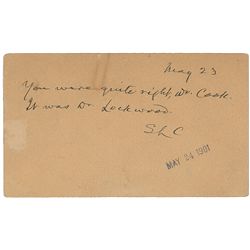 May 23
You were quite right, Mr. Cook.
It was Dr. Lockwood.
SLC
MAY 24 1901